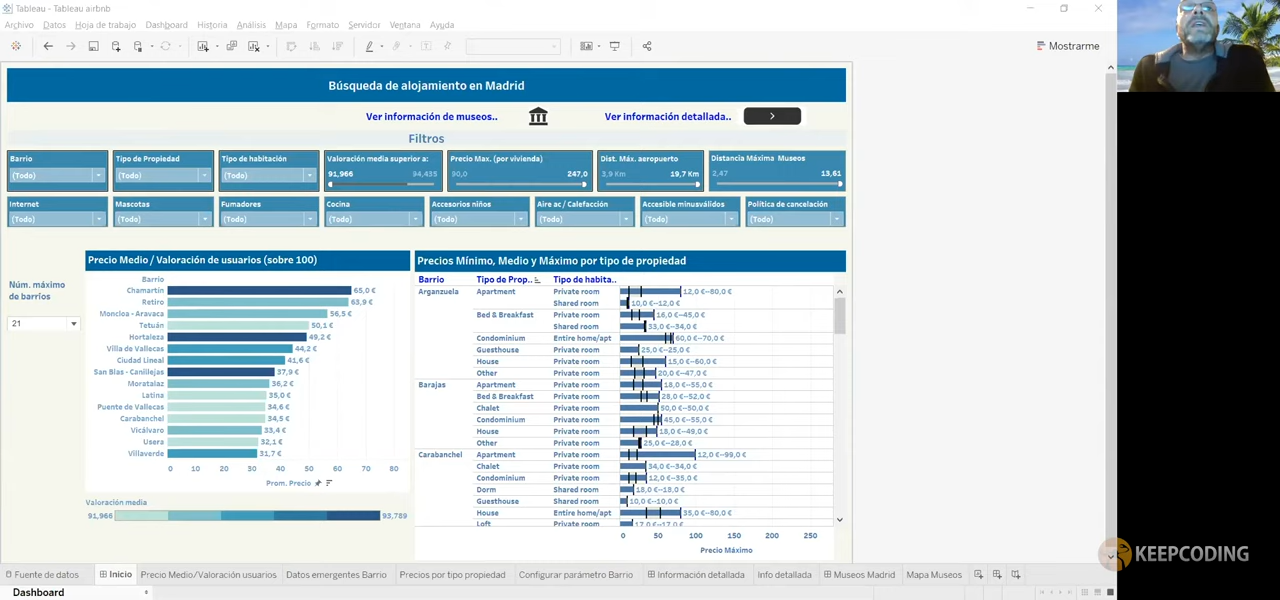 Tableau - Tableau airbnb
Archivo Datos Hoja de trabajo Dashboard Historia Análisis Mapa Formato Servidor Ventana Ayuda
Mostrarme
Búsqueda de alojamiento en Madrid
Ver información de museos.. Ver información detallada..
Filtros
Barrio Tipo de Propiedad Tipo de habitación Valoración media superior a: Precio Max. (por vivienda) Dist. Máx. aeropuerto Distancia Máxima Museos
(Todo) (Todo) (Todo) 91,966 94,435 90,0 247,0 3,9 Km 19,7 Km 2,47 13,61
Internet Mascotas Fumadores Cocina Accesorios niños Aire ac / Calefacción Accesible minusválidos Política de cancelación
(Todo) (Todo) (Todo) (Todo) (Todo) (Todo) (Todo) (Todo)
Núm. máximo
de barrios
21
Precio Medio / Valoración de usuarios (sobre 100)
Barrio
Chamartín 65,0 €
Retiro 63,9 €
Moncloa - Aravaca 56,5 €
Tetuán 50,1 €
Hortaleza 49,2 €
Villa de Vallecas 44,2 €
Ciudad Lineal 41,6 €
San Blas - Canillejas 37,9 €
Moratalaz 36,2 €
Latina 35,0 €
Puente de Vallecas 34,6 €
Carabanchel 34,5 €
Vicálvaro 33,4 €
Usera 32,1 €
Villaverde 31,7 €
0 10 20 30 40 50 60 70 80
Prom. Precio
Valoración media
91,966 93,789
Precios Mínimo, Medio y Máximo por tipo de propiedad
Barrio Tipo de Prop.. Tipo de habita..
Arganzuela Apartment Private room 12,0 €--80,0 €
Shared room 10,0 €--12,0 €
Bed & Breakfast Private room 16,0 €--45,0 €
Shared room 33,0 €--34,0 €
Condominium Entire home/apt 60,0 €--70,0 €
Guesthouse Private room 25,0 €--25,0 €
House Private room 15,0 €--60,0 €
Other Private room 20,0 €--47,0 €
Barajas Apartment Private room 18,0 €--55,0 €
Bed & Breakfast Private room 28,0 €--52,0 €
Chalet Private room 50,0 €--50,0 €
Condominium Private room 45,0 €--55,0 €
House Private room 18,0 €--49,0 €
Other Private room 25,0 €--28,0 €
Carabanchel Apartment Private room 12,0 €--99,0 €
Chalet Private room 34,0 €--34,0 €
Condominium Private room 12,0 €--35,0 €
Dorm Shared room 18,0 €--18,0 €
Guesthouse Shared room 10,0 €--10,0 €
House Entire home/apt 35,0 €--80,0 €
Loft Private room 17,0 €--17,0 €
0 50 100 150 200 250
Precio Máximo
KEEPCODING
Fuente de datos Inicio Precio Medio/Valoración usuarios Datos emergentes Barrio Precios por tipo propiedad Configurar parámetro Barrio Información detallada Info detallada Museos Madrid Mapa Museos
Dashboard